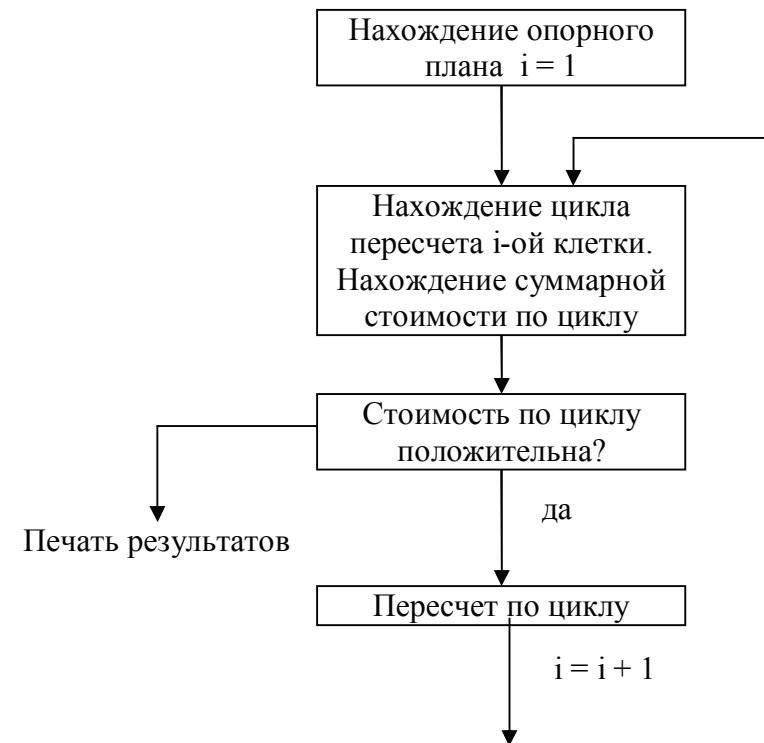 Нахождение опорного
плана i = 1
Нахождение цикла
пересчета i-ой клетки.
Нахождение суммарной
стоимости по циклу
Стоимость по циклу
положительна?
да
Печать результатов
Пересчет по циклу
i = i + 1